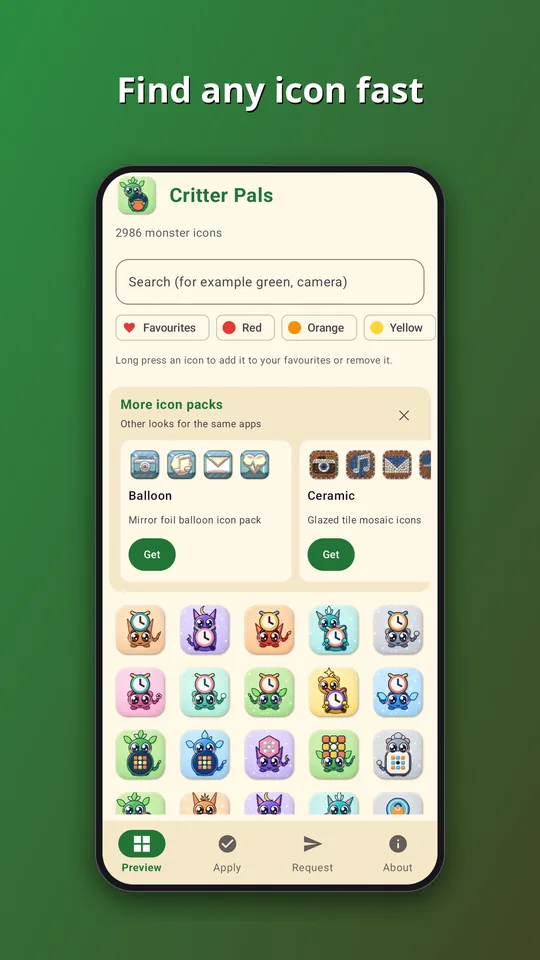 Find any icon fast
Critter Pals
2986 monster icons
Search (for example green, camera)
Favourites
Red
Orange
Yellow
Long press an icon to add it to your favourites or remove it.
More icon packs
Other looks for the same apps
Balloon
Mirror foil balloon icon pack
Get
Ceramic
Glazed tile mosaic icons
Get
Preview
Apply
Request
About